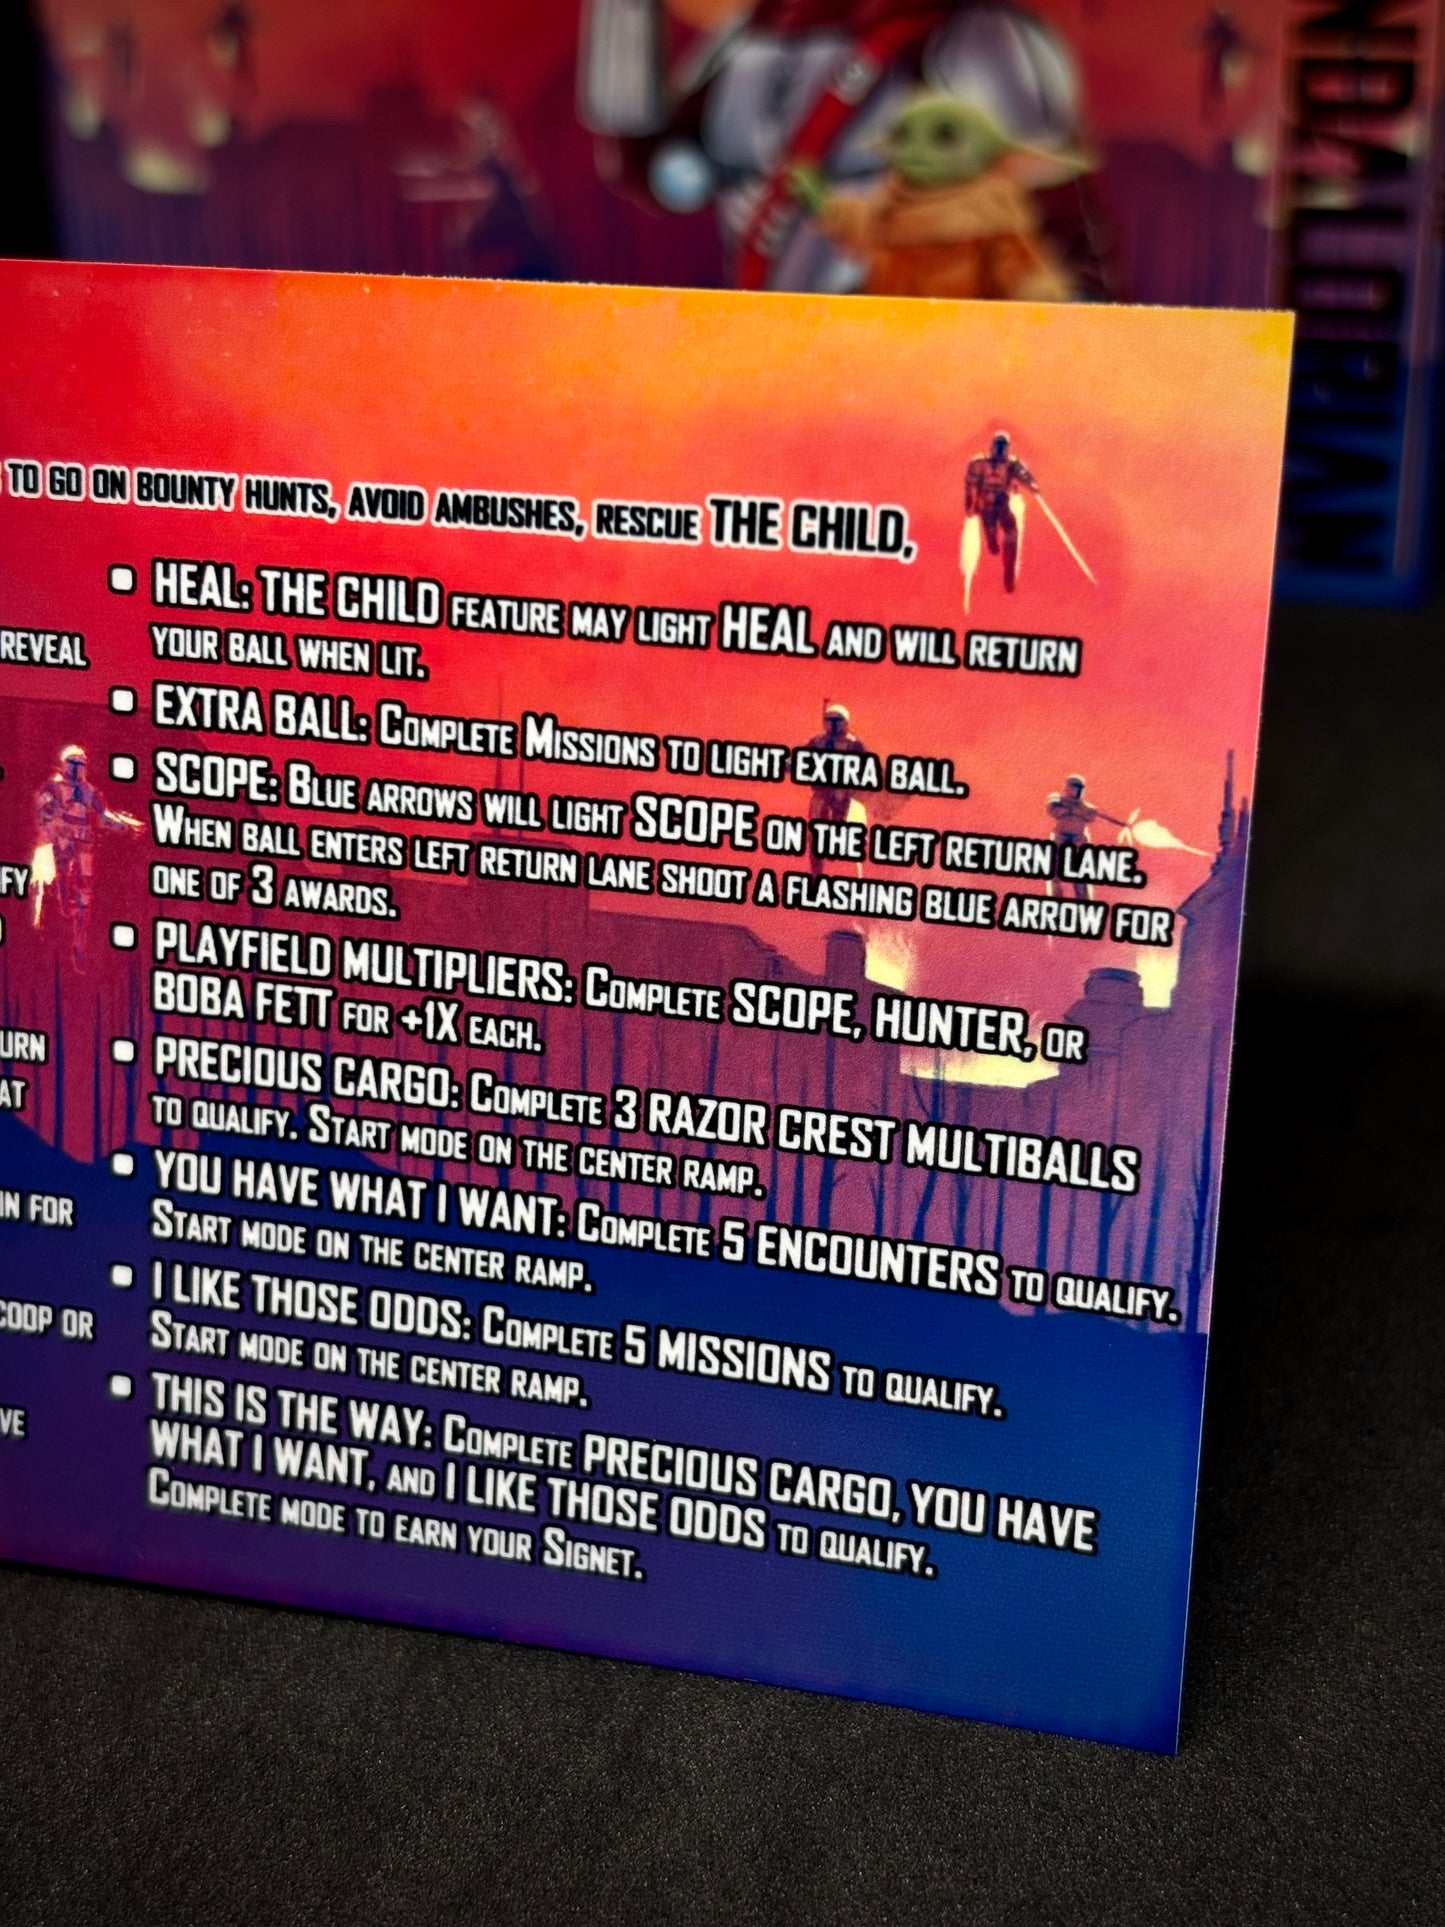 TO GO ON BOUNTY HUNTS, AVOID AMBUSHES, RESCUE THE CHILD,
REVEAL
FY
URN
AT
IN FOR
COOP OR
VE
• HEAL: THE CHILD FEATURE MAY LIGHT HEAL AND WILL RETURN
YOUR BALL WHEN LIT.
• EXTRA BALL: COMPLETE MISSIONS TO LIGHT EXTRA BALL.
• SCOPE: BLUE ARROWS WILL LIGHT SCOPE ON THE LEFT RETURN LANE.
WHEN BALL ENTERS LEFT RETURN LANE SHOOT A FLASHING BLUE ARROW FOR
ONE OF 3 AWARDS.
• PLAYFIELD MULTIPLIERS: COMPLETE SCOPE, HUNTER, OR
BOBA FETT FOR +1X EACH.
• PRECIOUS CARGO: COMPLETE 3 RAZOR CREST MULTIBALLS
TO QUALIFY. START MODE ON THE CENTER RAMP.
• YOU HAVE WHAT I WANT: COMPLETE 5 ENCOUNTERS TO QUALIFY.
START MODE ON THE CENTER RAMP.
• I LIKE THOSE ODDS: COMPLETE 5 MISSIONS TO QUALIFY.
START MODE ON THE CENTER RAMP.
• THIS IS THE WAY: COMPLETE PRECIOUS CARGO, YOU HAVE
WHAT I WANT, AND I LIKE THOSE ODDS TO QUALIFY.
COMPLETE MODE TO EARN YOUR SIGNET.